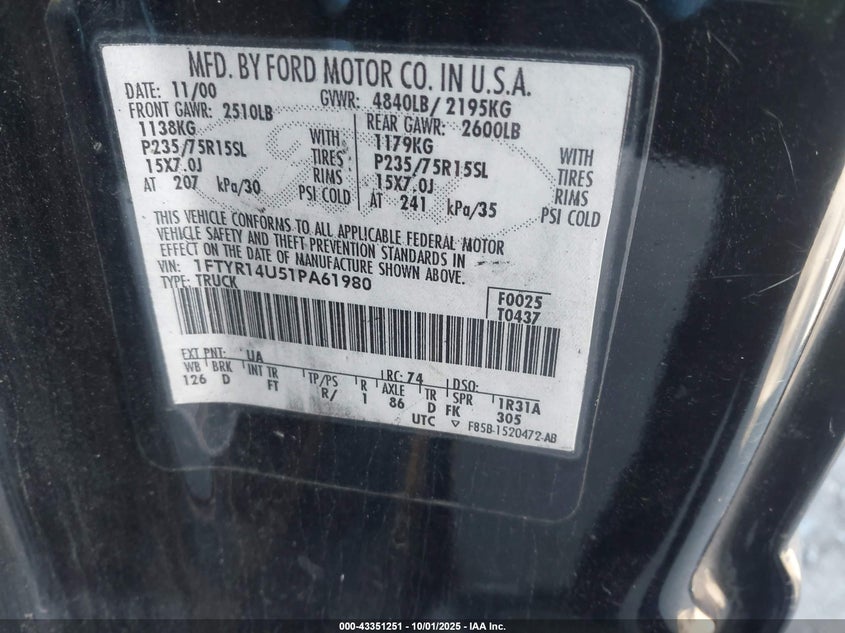 MFD. BY FORD MOTOR CO. IN U.S.A.
DATE: 11/00 GVWR: 4840LB/ 2195KG
FRONT GAWR: 2510LB REAR GAWR: 2600LB
1138KG WITH 1179KG WITH
P235/75R15SL TIRES P235/75R15SL TIRES
15X7.0J RIMS 15X7.0J RIMS
AT 207 kPa/30 PSI COLD AT 241 kPa/35 PSI COLD
THIS VEHICLE CONFORMS TO ALL APPLICABLE FEDERAL MOTOR
VEHICLE SAFETY AND THEFT PREVENTION STANDARDS IN
EFFECT ON THE DATE OF MANUFACTURE SHOWN ABOVE.
VIN: 1FTYR14U51PA61980
TYPE: TRUCK
F0025
T0437
EXT PNT: UA RC: 74 DSO:
WB BRK INT TR TP/PS R AXLE TR SPR 1R31A
126 D FT R/ 1 86 D FK 305
UTC ▽ F85B-1520472-AB
000-43351251 | 10/01/2025 | IAA Inc.